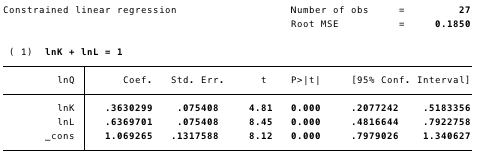 Constrained linear regression Number of obs = 27
Root MSE = 0.1850
( 1) lnK + lnL = 1
lnQ Coef. Std. Err. t P>|t| [95% Conf. Interval]
lnK .3630299 .075408 4.81 0.000 .2077242 .5183356
lnL .6369701 .075408 8.45 0.000 .4816644 .7922758
_cons 1.069265 .1317588 8.12 0.000 .7979026 1.340627